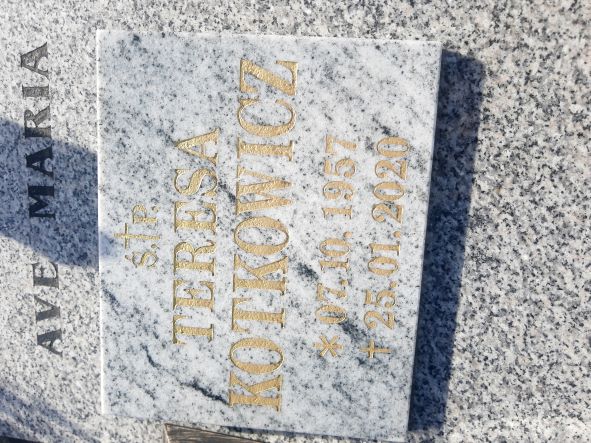 AVE MARIA
Ś†P.
TERESA
KOTKOWICZ
* 07.10.1957
† 25.01.2020